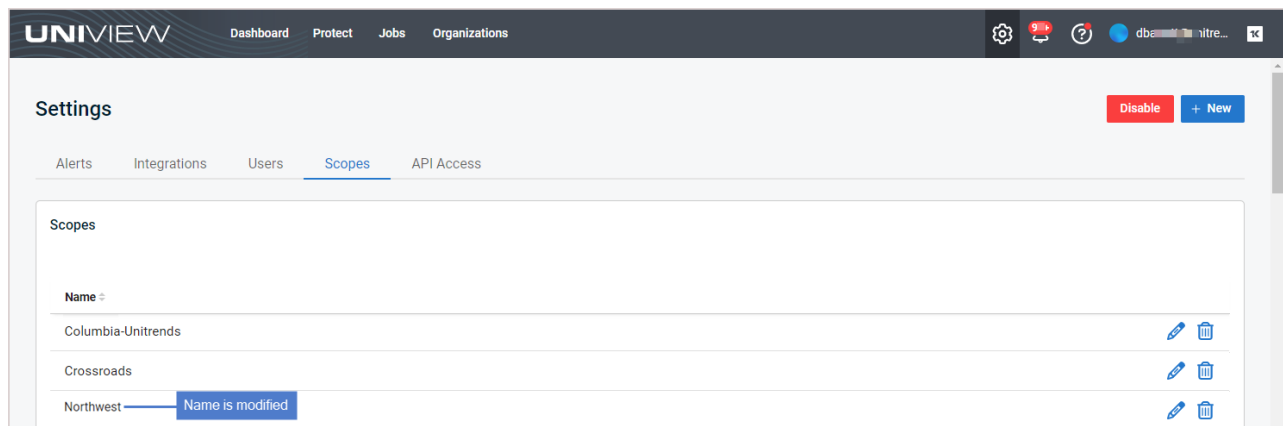 UNIVIEW Dashboard Protect Jobs Organizations
Settings
Disable + New
Alerts Integrations Users Scopes API Access
Scopes
Name
Columbia-Unitrends
Crossroads
Northwest Name is modified